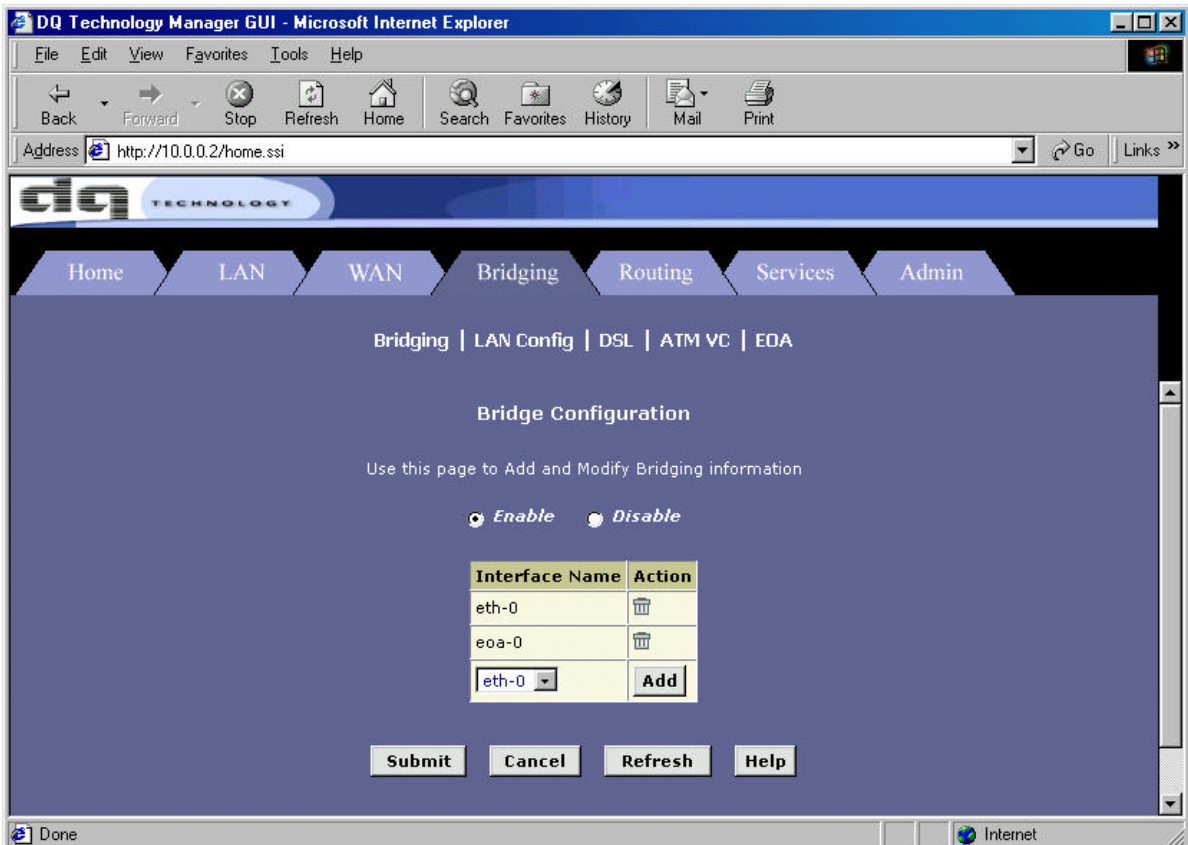 DQ Technology Manager GUI - Microsoft Internet Explorer
File Edit View Favorites Tools Help
Back Forward Stop Refresh Home Search Favorites History Mail Print
Address http://10.0.0.2/home.ssi Go Links »
dq TECHNOLOGY
Home LAN WAN Bridging Routing Services Admin
Bridging | LAN Config | DSL | ATM VC | EOA
Bridge Configuration
Use this page to Add and Modify Bridging information
Enable Disable
Interface Name Action
eth-0
eoa-0
eth-0 Add
Submit Cancel Refresh Help
Done Internet